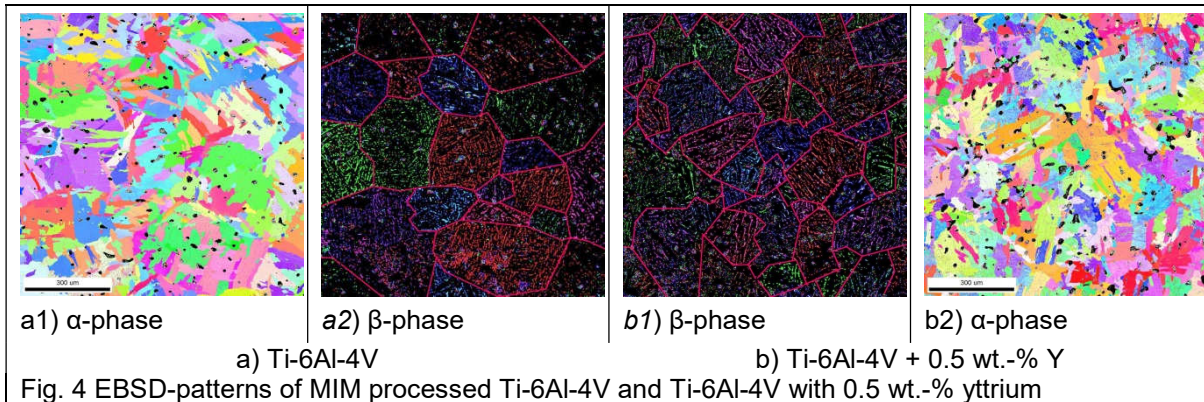 300 um
300 um
a1) α-phase
a2) β-phase
b1) β-phase
b2) α-phase
a) Ti-6Al-4V
b) Ti-6Al-4V + 0.5 wt.-% Y
Fig. 4 EBSD-patterns of MIM processed Ti-6Al-4V and Ti-6Al-4V with 0.5 wt.-% yttrium